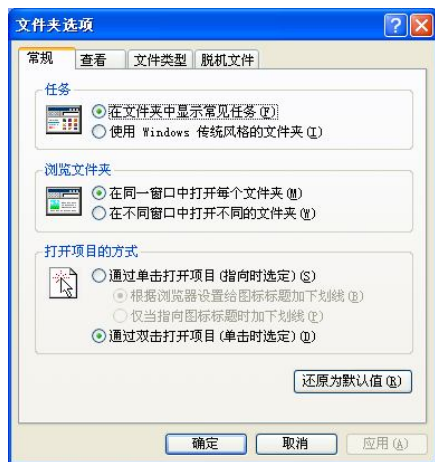 文件夹选项
常规 查看 文件类型 脱机文件
任务
在文件夹中显示常见任务(F)
使用 Windows 传统风格的文件夹(I)
浏览文件夹
在同一窗口中打开每个文件夹(M)
在不同窗口中打开不同的文件夹(W)
打开项目的方式
通过单击打开项目(指向时选定)(S)
根据浏览器设置给图标标题加下划线(B)
仅当指向图标标题时加下划线(P)
通过双击打开项目(单击时选定)(D)
还原为默认值(R)
确定 取消 应用(A)